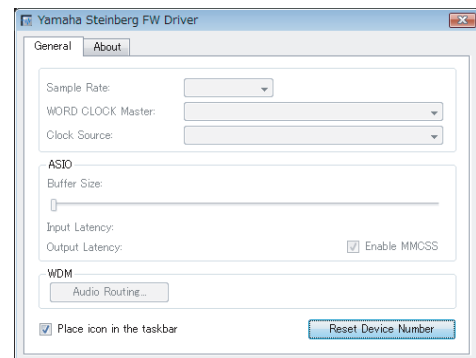 Yamaha Steinberg FW Driver
General About
Sample Rate:
WORD CLOCK Master:
Clock Source:
ASIO
Buffer Size:
Input Latency:
Output Latency: Enable MMCSS
WDM
Audio Routing...
Place icon in the taskbar Reset Device Number